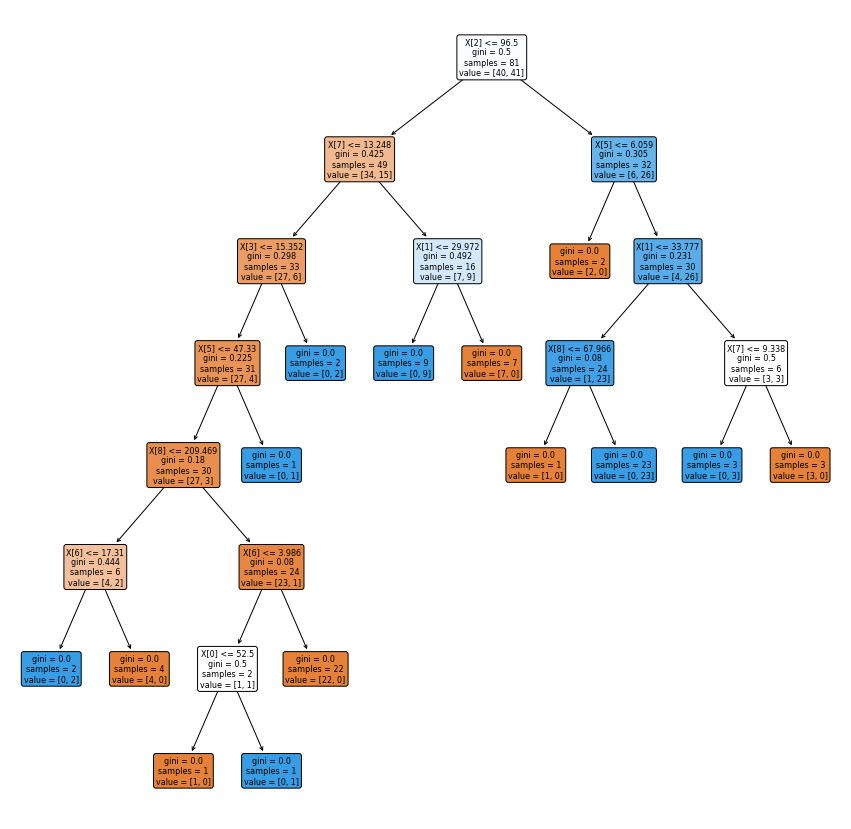 X[2] <= 96.5
gini = 0.5
samples = 81
value = [40, 41]
X[7] <= 13.248
gini = 0.425
samples = 49
value = [34, 15]
X[5] <= 6.059
gini = 0.305
samples = 32
value = [6, 26]
X[3] <= 15.352
gini = 0.298
samples = 33
value = [27, 6]
X[1] <= 29.972
gini = 0.492
samples = 16
value = [7, 9]
gini = 0.0
samples = 2
value = [2, 0]
X[1] <= 33.777
gini = 0.231
samples = 30
value = [4, 26]
X[5] <= 47.33
gini = 0.225
samples = 31
value = [27, 4]
gini = 0.0
samples = 2
value = [0, 2]
gini = 0.0
samples = 9
value = [0, 9]
gini = 0.0
samples = 7
value = [7, 0]
X[8] <= 67.966
gini = 0.08
samples = 24
value = [1, 23]
X[7] <= 9.338
gini = 0.5
samples = 6
value = [3, 3]
X[8] <= 209.469
gini = 0.18
samples = 30
value = [27, 3]
gini = 0.0
samples = 1
value = [0, 1]
gini = 0.0
samples = 1
value = [1, 0]
gini = 0.0
samples = 23
value = [0, 23]
gini = 0.0
samples = 3
value = [0, 3]
gini = 0.0
samples = 3
value = [3, 0]
X[6] <= 17.31
gini = 0.444
samples = 6
value = [4, 2]
X[6] <= 3.986
gini = 0.08
samples = 24
value = [23, 1]
gini = 0.0
samples = 2
value = [0, 2]
gini = 0.0
samples = 4
value = [4, 0]
X[0] <= 52.5
gini = 0.5
samples = 2
value = [1, 1]
gini = 0.0
samples = 22
value = [22, 0]
gini = 0.0
samples = 1
value = [1, 0]
gini = 0.0
samples = 1
value = [0, 1]